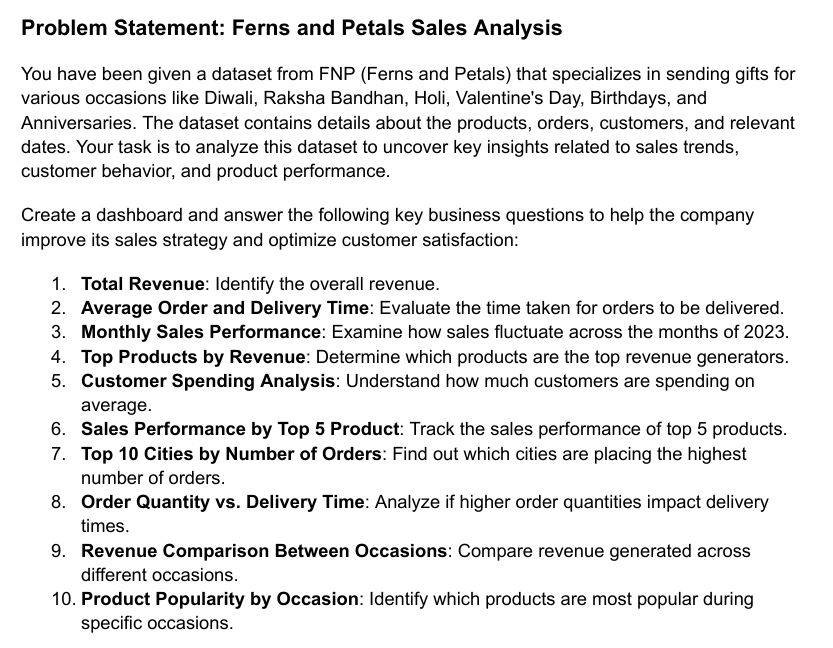 Problem Statement: Ferns and Petals Sales Analysis
You have been given a dataset from FNP (Ferns and Petals) that specializes in sending gifts for
various occasions like Diwali, Raksha Bandhan, Holi, Valentine's Day, Birthdays, and
Anniversaries. The dataset contains details about the products, orders, customers, and relevant
dates. Your task is to analyze this dataset to uncover key insights related to sales trends,
customer behavior, and product performance.
Create a dashboard and answer the following key business questions to help the company
improve its sales strategy and optimize customer satisfaction:
1. Total Revenue: Identify the overall revenue.
2. Average Order and Delivery Time: Evaluate the time taken for orders to be delivered.
3. Monthly Sales Performance: Examine how sales fluctuate across the months of 2023.
4. Top Products by Revenue: Determine which products are the top revenue generators.
5. Customer Spending Analysis: Understand how much customers are spending on
average.
6. Sales Performance by Top 5 Product: Track the sales performance of top 5 products.
7. Top 10 Cities by Number of Orders: Find out which cities are placing the highest
number of orders.
8. Order Quantity vs. Delivery Time: Analyze if higher order quantities impact delivery
times.
9. Revenue Comparison Between Occasions: Compare revenue generated across
different occasions.
10. Product Popularity by Occasion: Identify which products are most popular during
specific occasions.